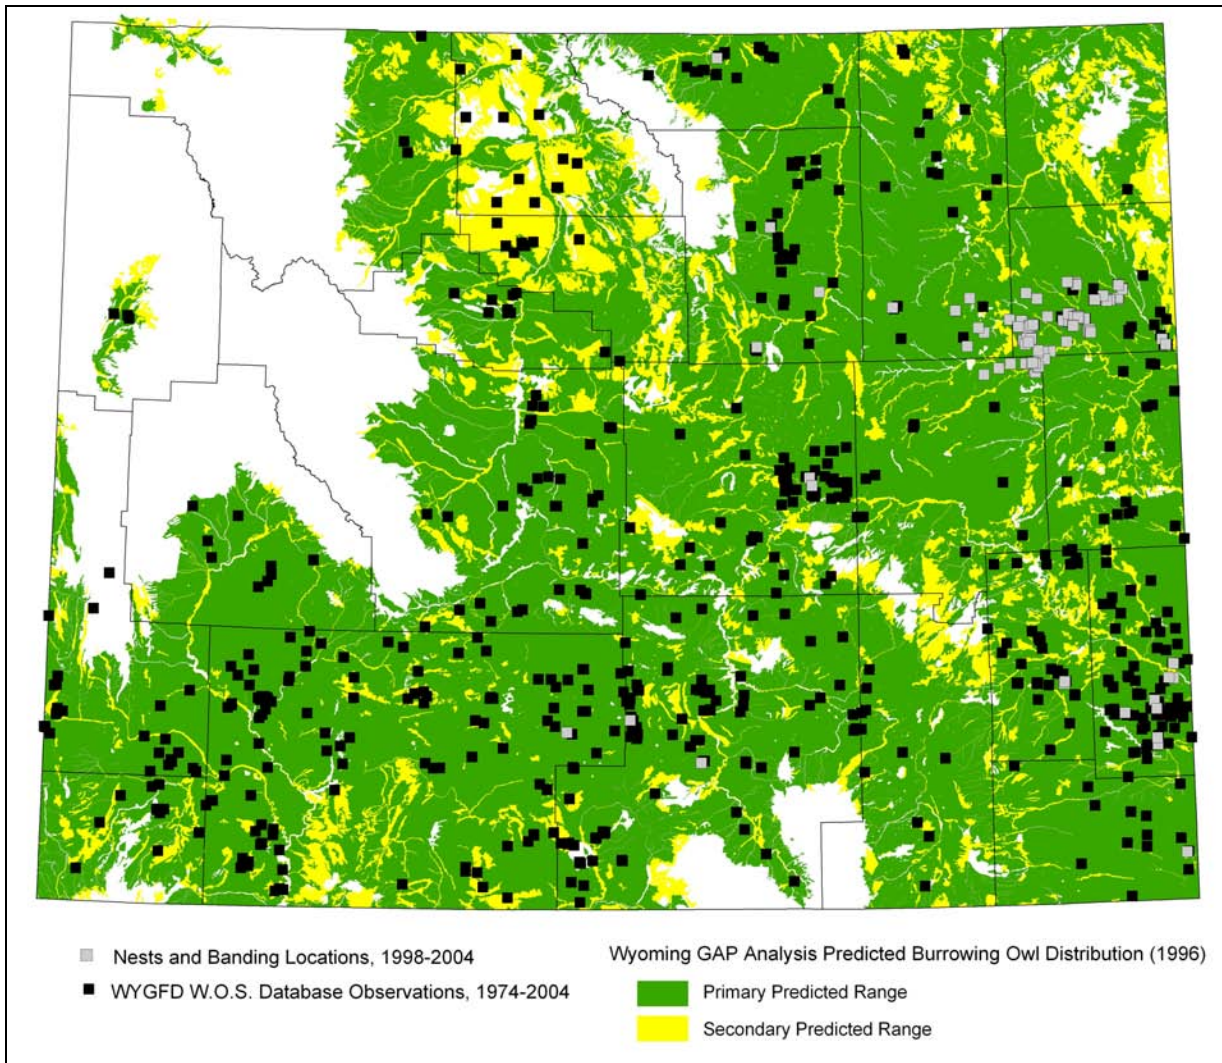 Nests and Banding Locations, 1998-2004
WYGFD W.O.S. Database Observations, 1974-2004
Wyoming GAP Analysis Predicted Burrowing Owl Distribution (1996)
Primary Predicted Range
Secondary Predicted Range